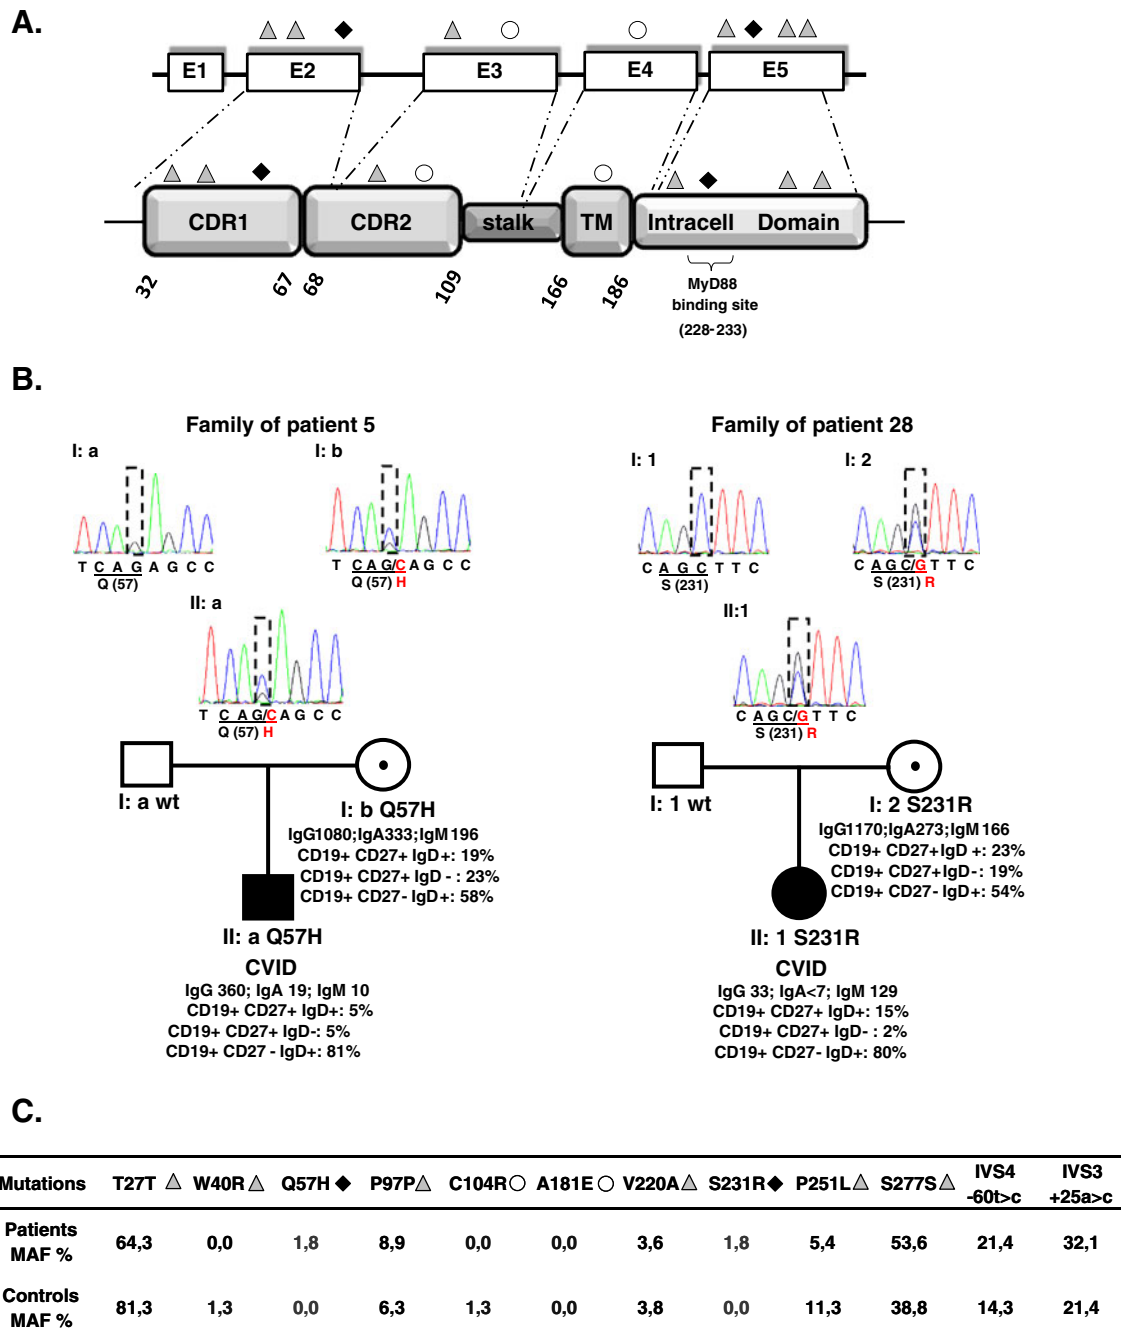 A.
E1 E2 E3 E4 E5
CDR1 CDR2 stalk TM Intracell Domain
32 67 68 109 166 186
MyD88
binding site
(228-233)
B.
Family of patient 5
I: a
T C A G A G C C
Q (57)
I: b
T C A G/C A G C C
Q (57) H
II: a
T C A G/C A G C C
Q (57) H
I: a wt
I: b Q57H
IgG1080;IgA333;IgM196
CD19+ CD27+ IgD+: 19%
CD19+ CD27+ IgD - : 23%
CD19+ CD27- IgD+: 58%
II: a Q57H
CVID
IgG 360; IgA 19; IgM 10
CD19+ CD27+ IgD+: 5%
CD19+ CD27+ IgD-: 5%
CD19+ CD27 - IgD+: 81%
Family of patient 28
I: 1
C A G C T T C
S (231)
I: 2
C A G C/G T T C
S (231) R
II:1
C A G C/G T T C
S (231) R
I: 1 wt
I: 2 S231R
IgG1170;IgA273;IgM166
CD19+ CD27+IgD +: 23%
CD19+ CD27+IgD-: 19%
CD19+ CD27- IgD+: 54%
II: 1 S231R
CVID
IgG 33; IgA<7; IgM 129
CD19+ CD27+ IgD+: 15%
CD19+ CD27+ IgD- : 2%
CD19+ CD27- IgD+: 80%
C.
Mutations T27T W40R Q57H P97P C104R A181E V220A S231R P251L S277S IVS4 -60t>c IVS3 +25a>c
Patients MAF % 64,3 0,0 1,8 8,9 0,0 0,0 3,6 1,8 5,4 53,6 21,4 32,1
Controls MAF % 81,3 1,3 0,0 6,3 1,3 0,0 3,8 0,0 11,3 38,8 14,3 21,4